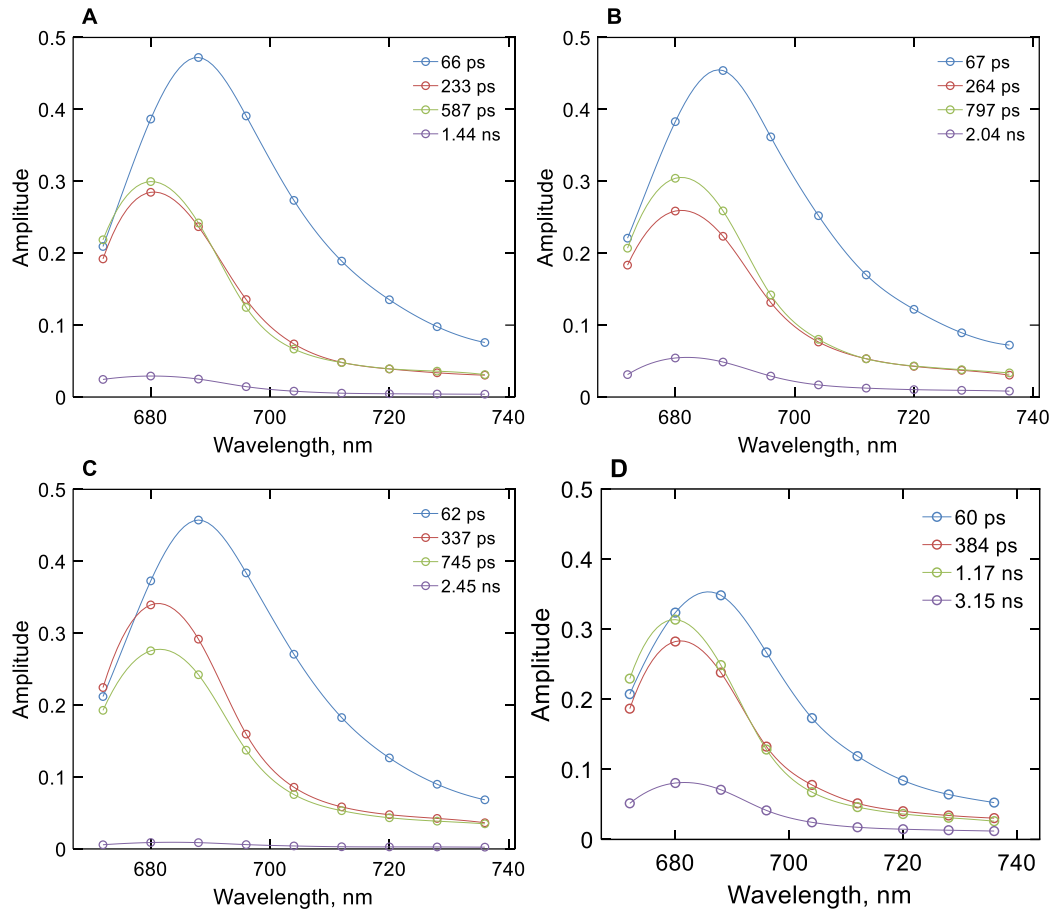 A
0.5
0.4
0.3
0.2
0.1
0
Amplitude
66 ps
233 ps
587 ps
1.44 ns
680
700
720
740
Wavelength, nm
B
0.5
0.4
0.3
0.2
0.1
0
Amplitude
67 ps
264 ps
797 ps
2.04 ns
680
700
720
740
Wavelength, nm
C
0.5
0.4
0.3
0.2
0.1
0
Amplitude
62 ps
337 ps
745 ps
2.45 ns
680
700
720
740
Wavelength, nm
D
0.5
0.4
0.3
0.2
0.1
0
Amplitude
60 ps
384 ps
1.17 ns
3.15 ns
680
700
720
740
Wavelength, nm